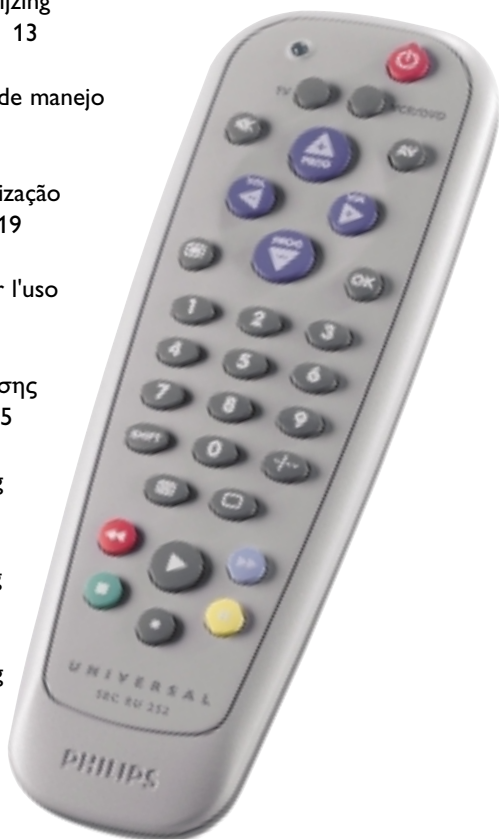 ijzing
13
de manejo
ização
19
r l'uso
σης
5
g
g
g
TV
VCR/DVD
AV
PROG
VOL
VOL
PROG
OK
1 2 3
4 5 6
7 8 9
SHIFT 0 -/--
UNIVERSAL
SBC RU 252
PHILIPS